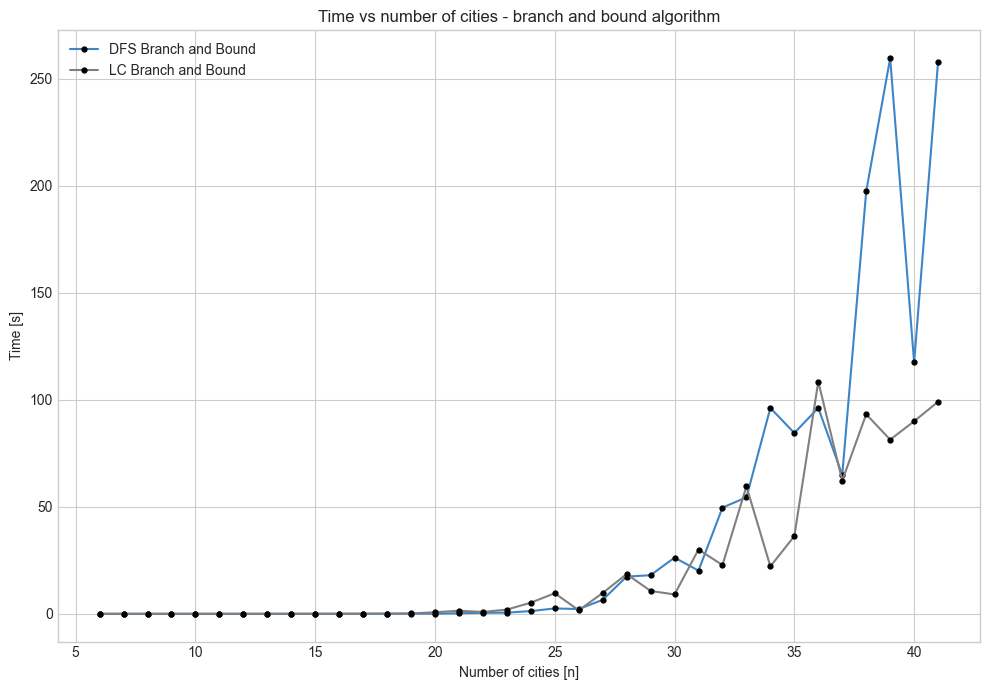 Time vs number of cities - branch and bound algorithm
DFS Branch and Bound
LC Branch and Bound
250
200
150
100
50
0
Time [s]
5 10 15 20 25 30 35 40
Number of cities [n]